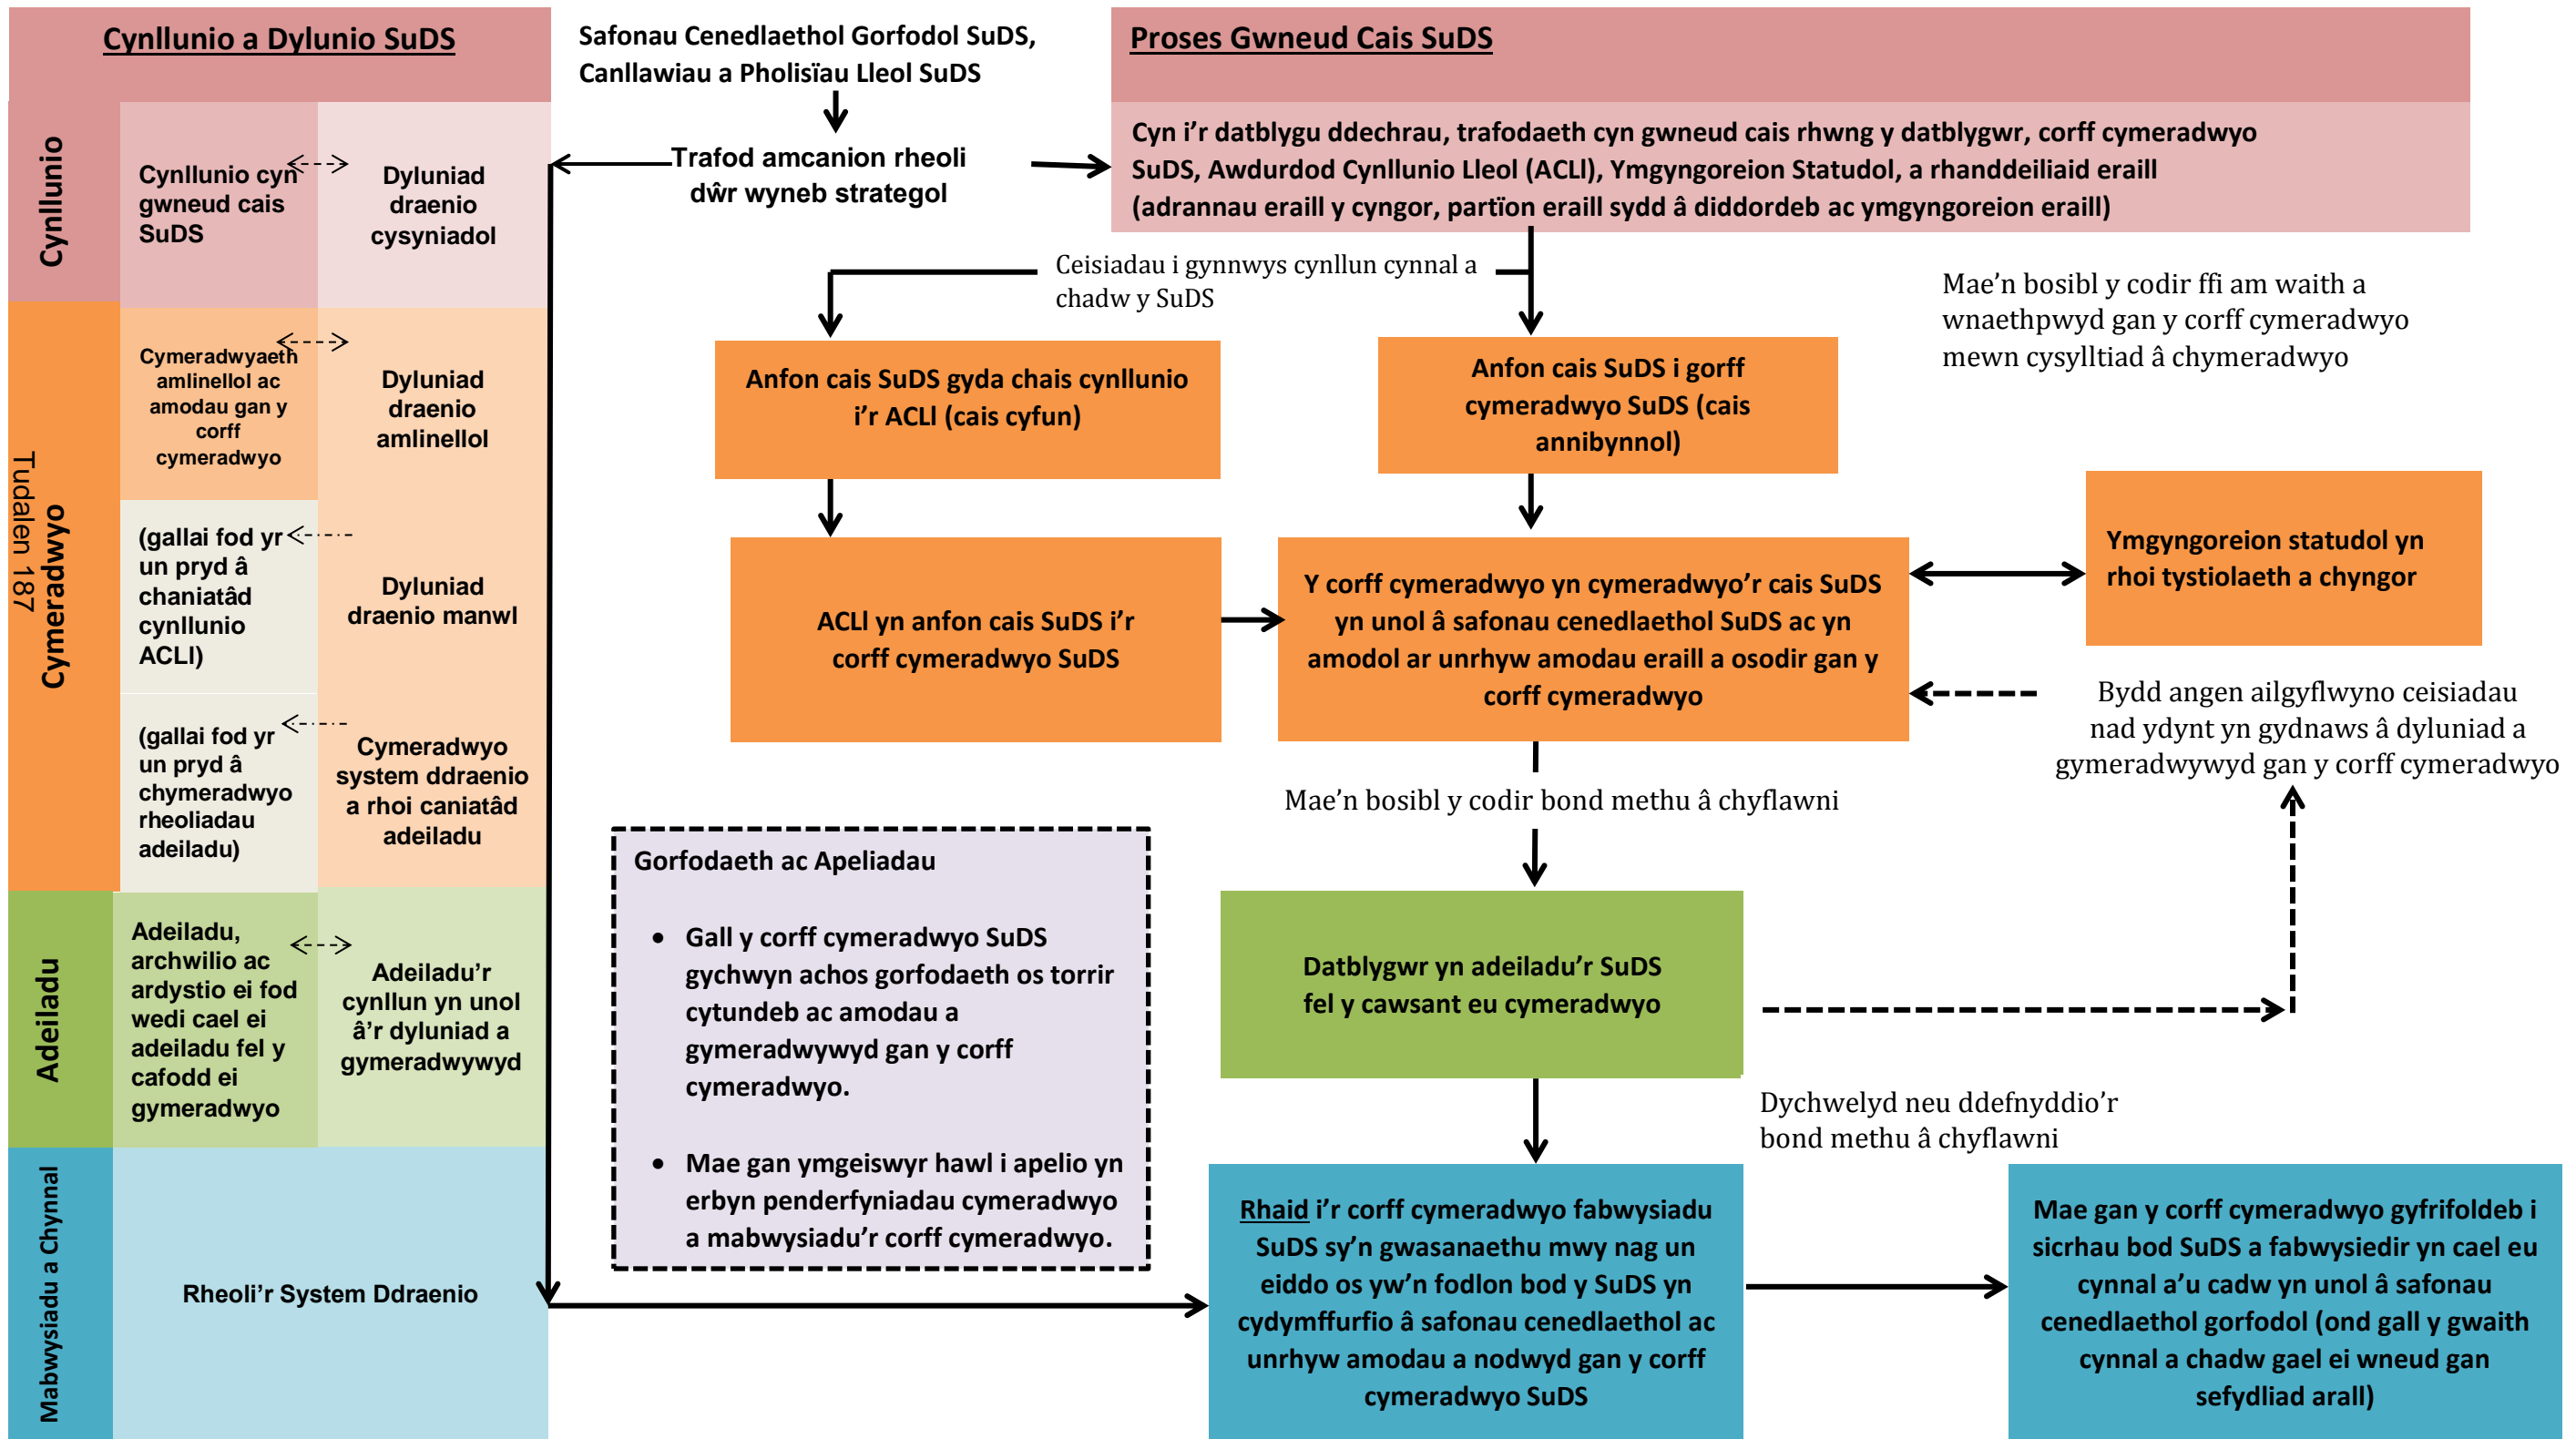 Cynllunio a Dylunio SuDS
Cynllunio
Cynllunio cyn
gwneud cais
SuDS
Dyluniad
draenio
cysyniadol
Tudalen 187
Cymeradwyo
Cymeradwyaeth
amlinellol ac
amodau gan y
corff
cymeradwyo
Dyluniad
draenio
amlinellol
(gallai fod yr
un pryd â
chaniatâd
cynllunio
ACLI)
Dyluniad
draenio manwl
(gallai fod yr
un pryd â
chymeradwyo
rheoliadau
adeiladu)
Cymeradwyo
system ddraenio
a rhoi caniatâd
adeiladu
Adeiladu
Adeiladu,
archwilio ac
ardystio ei fod
wedi cael ei
adeiladu fel y
cafodd ei
gymeradwyo
Adeiladu’r
cynllun yn unol
â’r dyluniad a
gymeradwywyd
Mabwysiadu a Chynnal
Rheoli’r System Ddraenio
Safonau Cenedlaethol Gorfodol SuDS,
Canllawiau a Pholisïau Lleol SuDS
Trafod amcanion rheoli
dŵr wyneb strategol
Proses Gwneud Cais SuDS
Cyn i’r datblygu ddechrau, trafodaeth cyn gwneud cais rhwng y datblygwr, corff cymeradwyo
SuDS, Awdurdod Cynllunio Lleol (ACLl), Ymgyngoreion Statudol, a rhanddeiliaid eraill
(adrannau eraill y cyngor, partïon eraill sydd â diddordeb ac ymgyngoreion eraill)
Ceisiadau i gynnwys cynllun cynnal a
chadw y SuDS
Mae’n bosibl y codir ffi am waith a
wnaethpwyd gan y corff cymeradwyo
mewn cysylltiad â chymeradwyo
Anfon cais SuDS gyda chais cynllunio
i’r ACLl (cais cyfun)
Anfon cais SuDS i gorff
cymeradwyo SuDS (cais
annibynnol)
ACLl yn anfon cais SuDS i’r
corff cymeradwyo SuDS
Y corff cymeradwyo yn cymeradwyo’r cais SuDS
yn unol â safonau cenedlaethol SuDS ac yn
amodol ar unrhyw amodau eraill a osodir gan y
corff cymeradwyo
Ymgyngoreion statudol yn
rhoi tystiolaeth a chyngor
Bydd angen ailgyflwyno ceisiadau
nad ydynt yn gydnaws â dyluniad a
gymeradwywyd gan y corff cymeradwyo
Mae’n bosibl y codir bond methu â chyflawni
Gorfodaeth ac Apeliadau
• Gall y corff cymeradwyo SuDS
gychwyn achos gorfodaeth os torrir
cytundeb ac amodau a
gymeradwywyd gan y corff
cymeradwyo.
• Mae gan ymgeiswyr hawl i apelio yn
erbyn penderfyniadau cymeradwyo
a mabwysiadu’r corff cymeradwyo.
Datblygwr yn adeiladu’r SuDS
fel y cawsant eu cymeradwyo
Dychwelyd neu ddefnyddio’r
bond methu â chyflawni
Rhaid i’r corff cymeradwyo fabwysiadu
SuDS sy’n gwasanaethu mwy nag un
eiddo os yw’n fodlon bod y SuDS yn
cydymffurfio â safonau cenedlaethol ac
unrhyw amodau a nodwyd gan y corff
cymeradwyo SuDS
Mae gan y corff cymeradwyo gyfrifoldeb i
sicrhau bod SuDS a fabwysiedir yn cael eu
cynnal a’u cadw yn unol â safonau
cenedlaethol gorfodol (ond gall y gwaith
cynnal a chadw gael ei wneud gan
sefydliad arall)